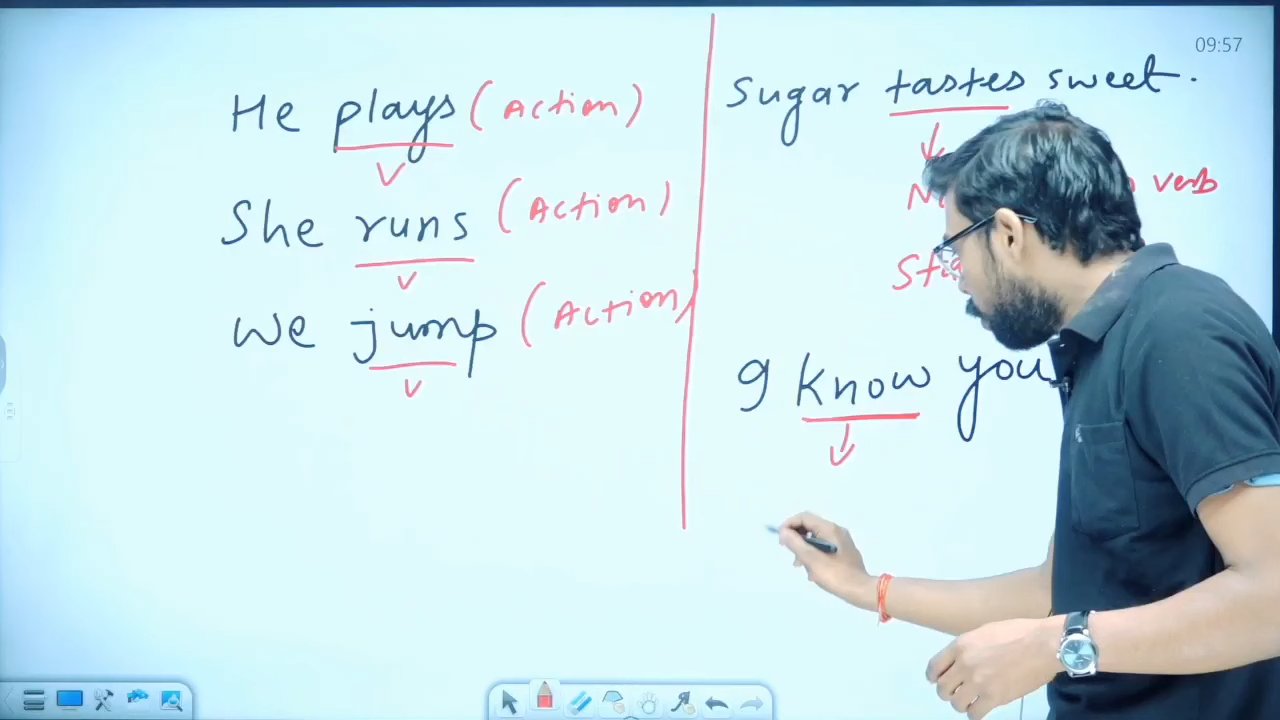 09:57
He plays (Action)
V
She runs (Action)
V
We jump (Action)
V
Sugar tastes sweet.
verb
I know you